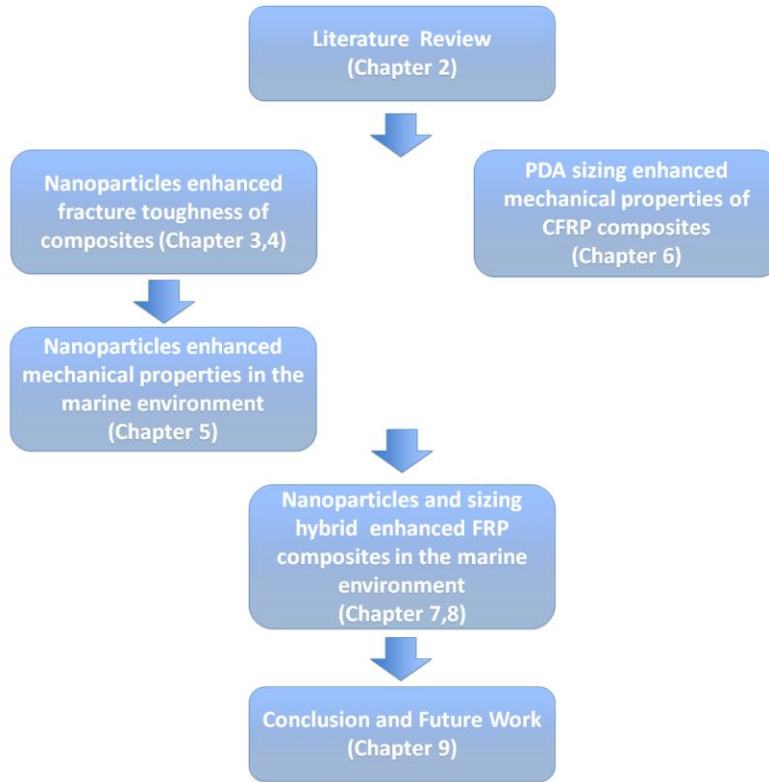 Literature Review
(Chapter 2)
Nanoparticles enhanced
fracture toughness of
composites (Chapter 3,4)
PDA sizing enhanced
mechanical properties of
CFRP composites
(Chapter 6)
Nanoparticles enhanced
mechanical properties in the
marine environment
(Chapter 5)
Nanoparticles and sizing
hybrid enhanced FRP
composites in the marine
environment
(Chapter 7,8)
Conclusion and Future Work
(Chapter 9)